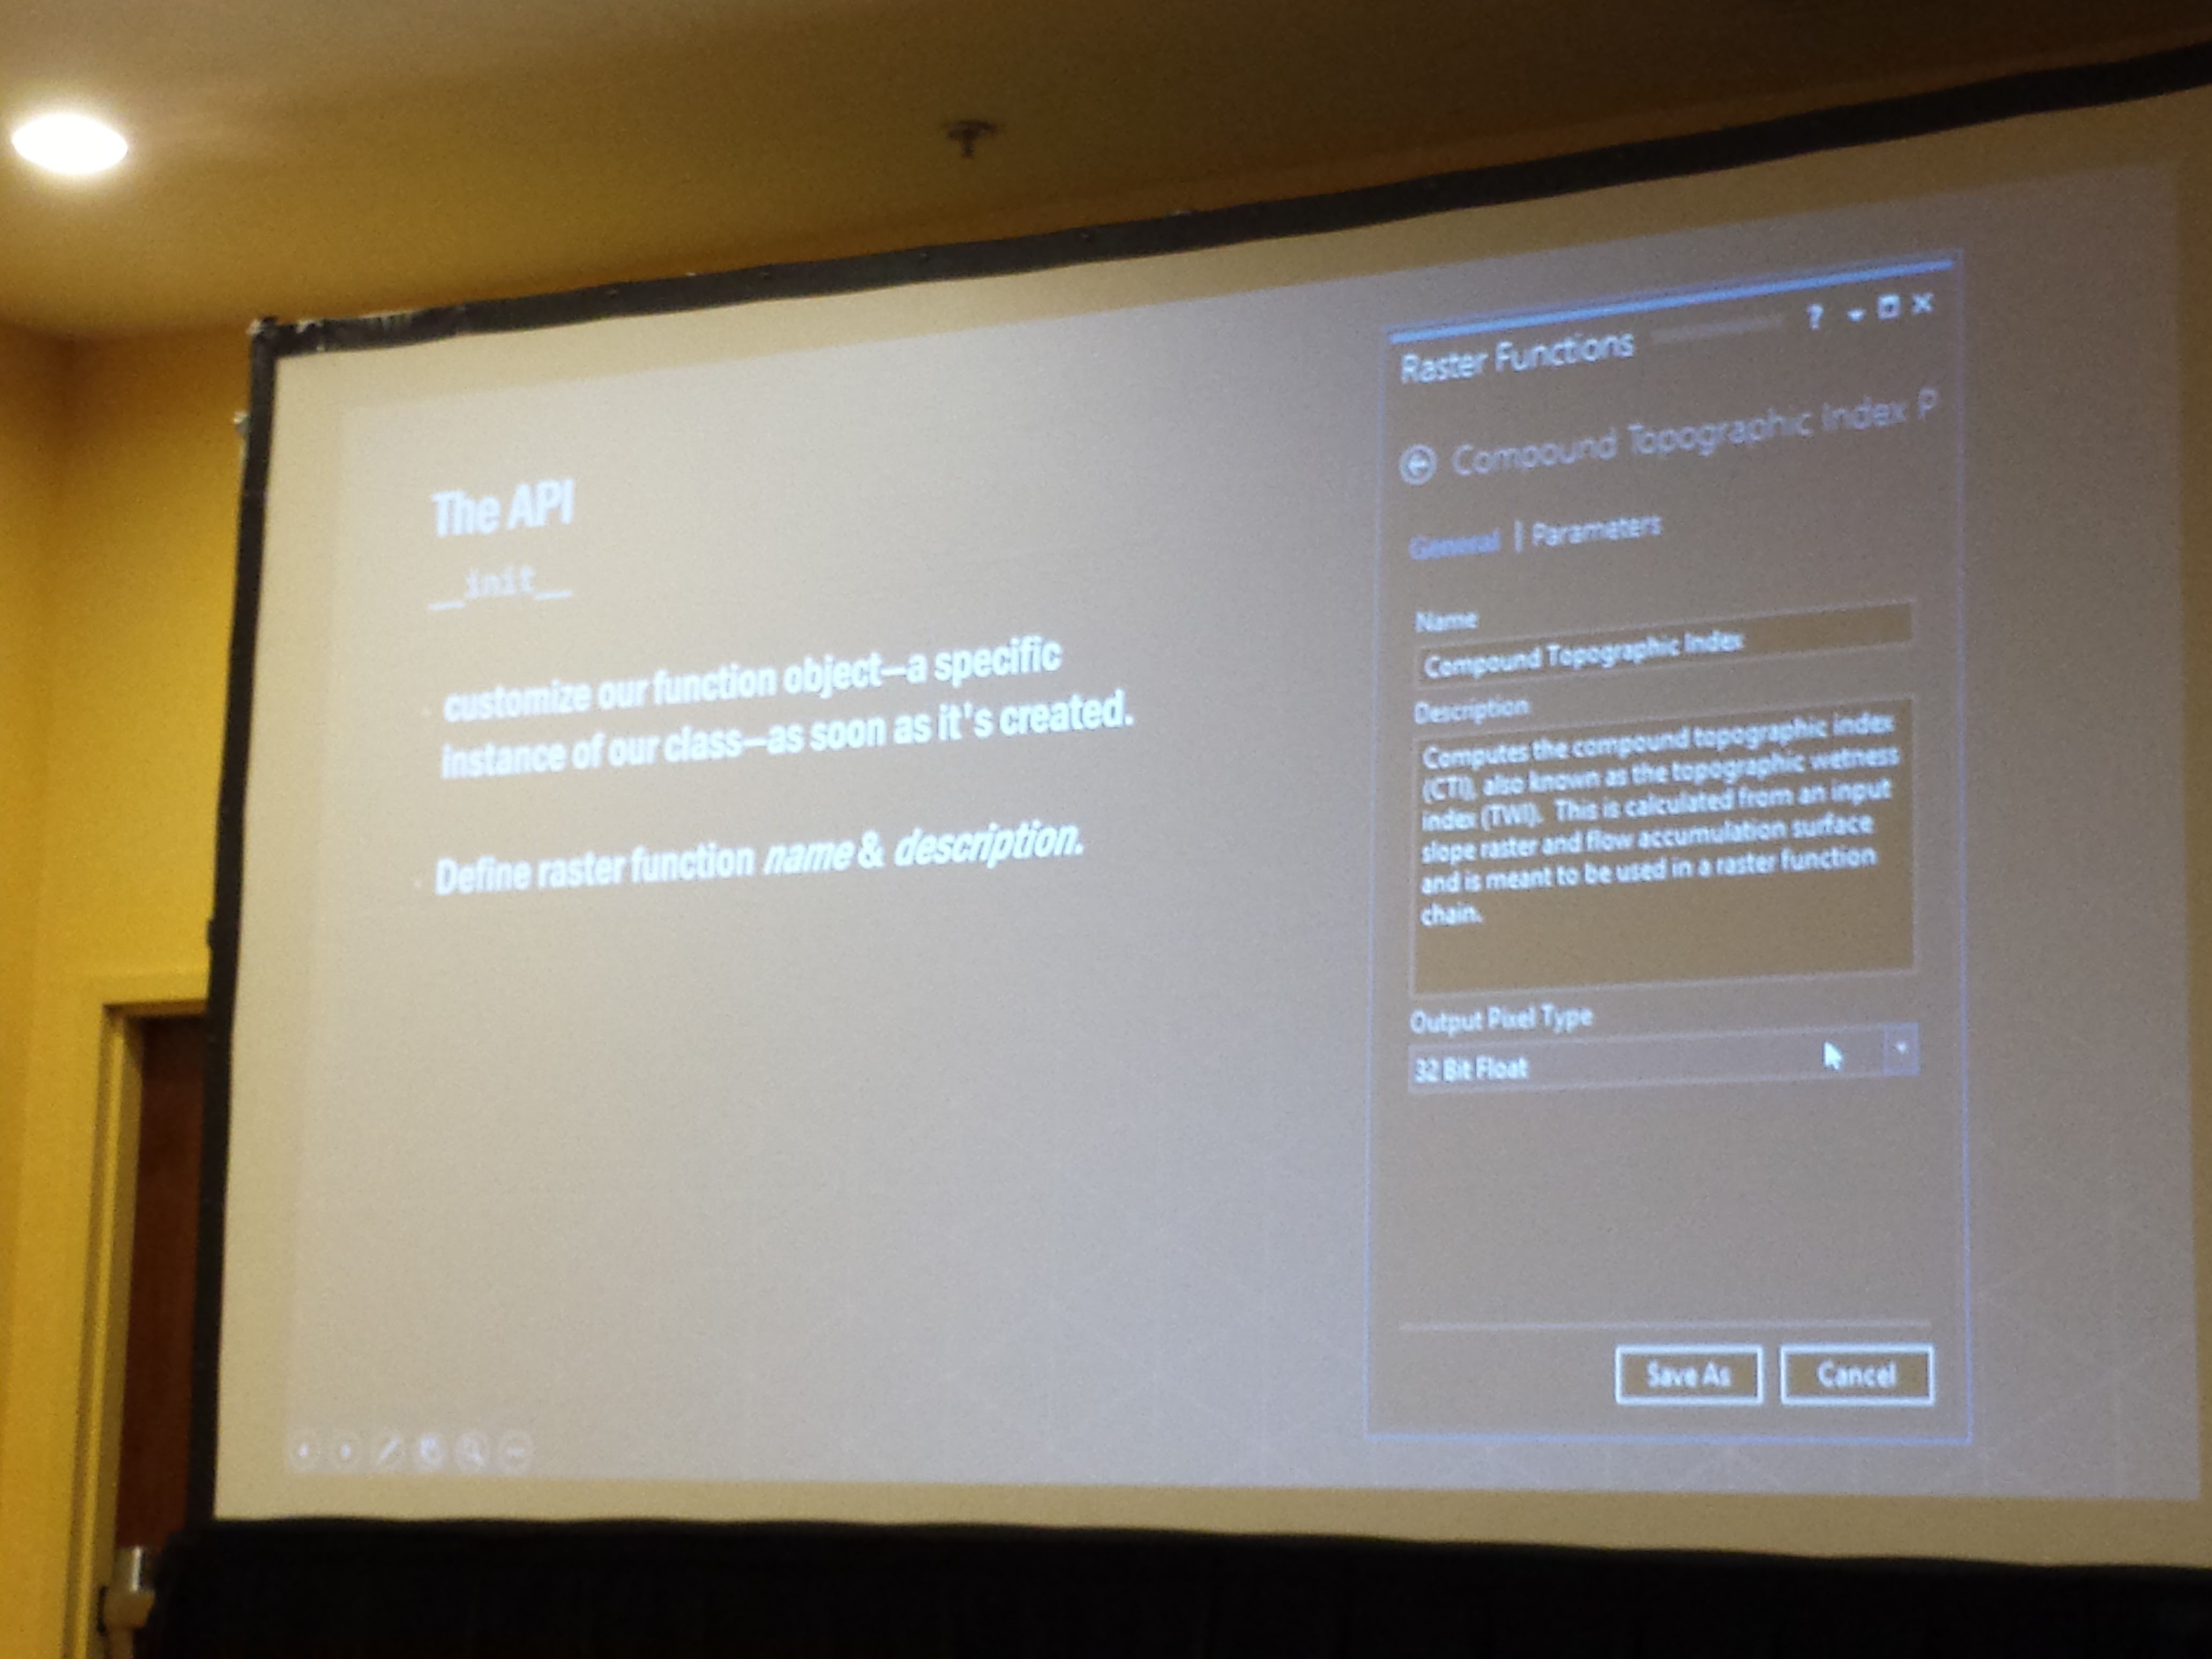 The API
__init__
customize our function object—a specific
instance of our class—as soon as it's created.
Define raster function name & description.
Raster Functions
Compound Topographic Index P
General | Parameters
Name
Compound Topographic Index
Description
Computes the compound topographic index
(CTI), also known as the topographic wetness
index (TWI).  This is calculated from an input
slope raster and flow accumulation surface
and is meant to be used in a raster function
chain.
Output Pixel Type
32 Bit Float
Save As
Cancel